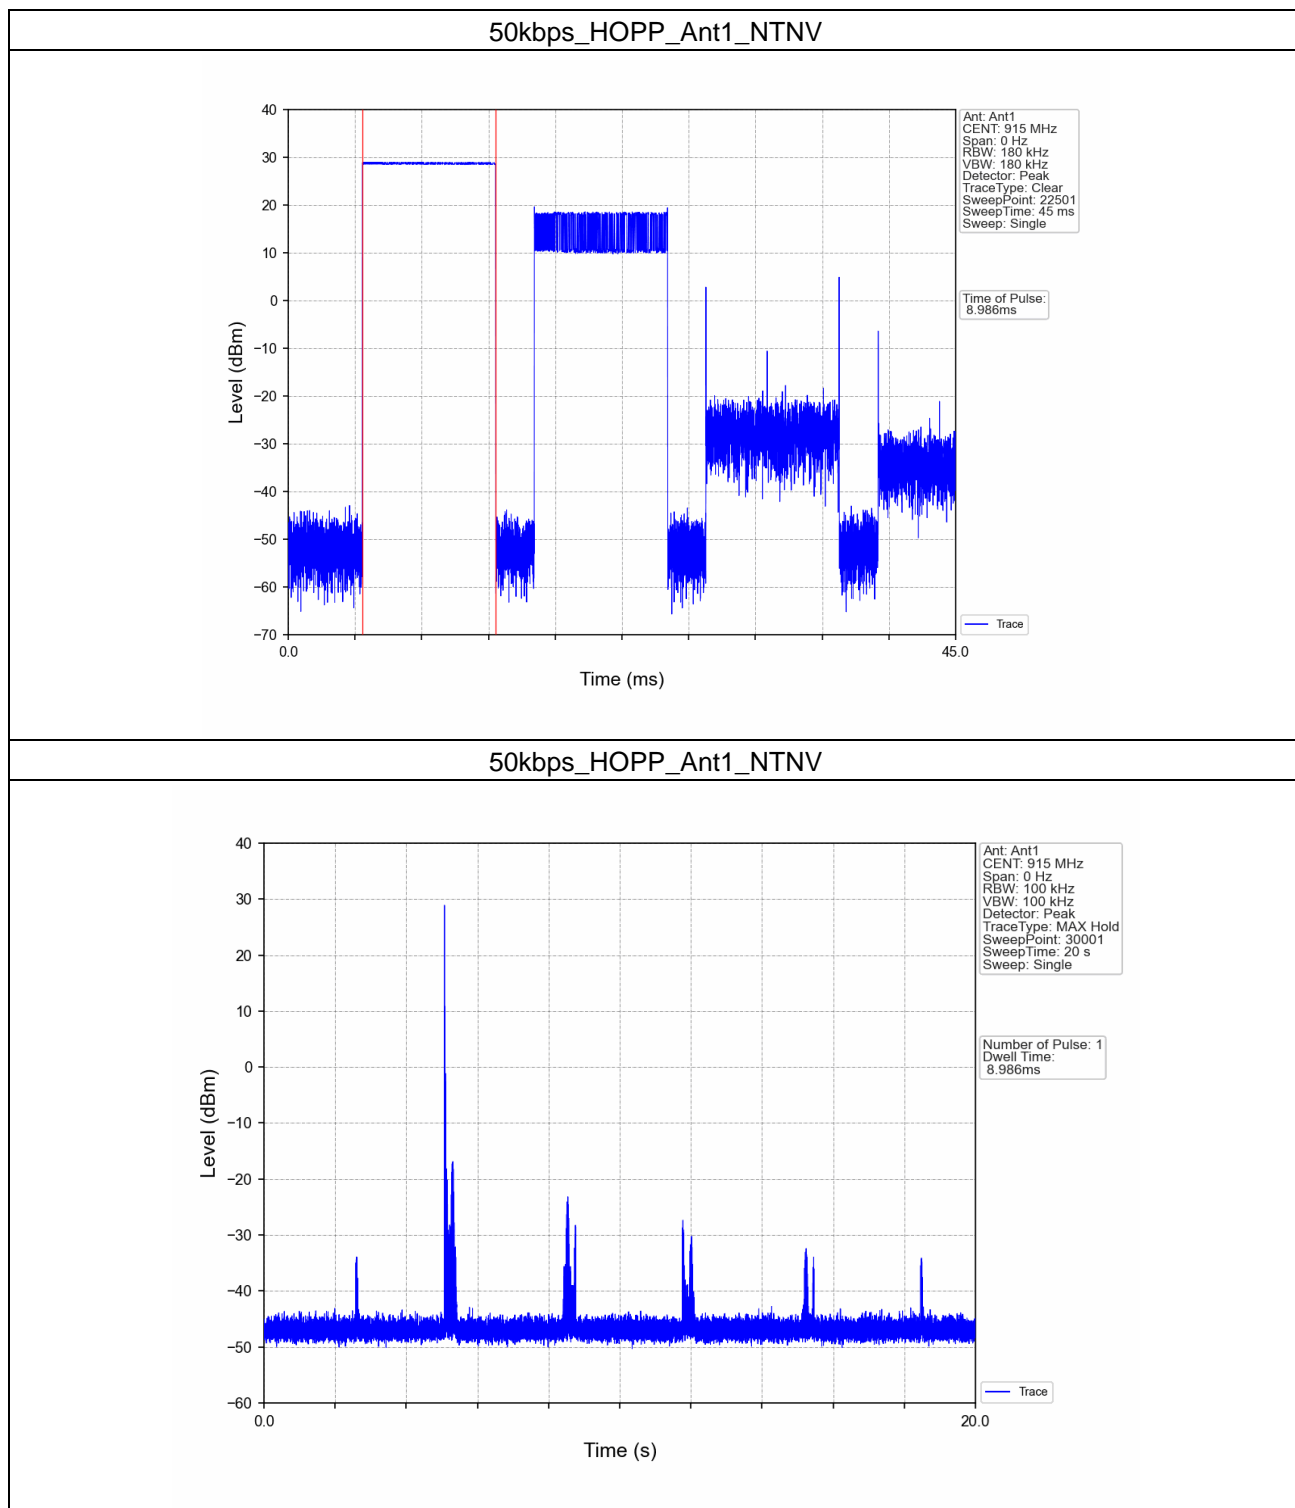 50kbps_HOPP_Ant1_NTNV
40
30
20
10
0
−10
−20
−30
−40
−50
−60
−70
Level (dBm)
0.0
45.0
Time (ms)
Ant: Ant1
CENT: 915 MHz
Span: 0 Hz
RBW: 180 kHz
VBW: 180 kHz
Detector: Peak
TraceType: Clear
SweepPoint: 22501
SweepTime: 45 ms
Sweep: Single
Time of Pulse:
8.986ms
Trace
50kbps_HOPP_Ant1_NTNV
40
30
20
10
0
−10
−20
−30
−40
−50
−60
Level (dBm)
0.0
20.0
Time (s)
Ant: Ant1
CENT: 915 MHz
Span: 0 Hz
RBW: 100 kHz
VBW: 100 kHz
Detector: Peak
TraceType: MAX Hold
SweepPoint: 30001
SweepTime: 20 s
Sweep: Single
Number of Pulse: 1
Dwell Time:
8.986ms
Trace